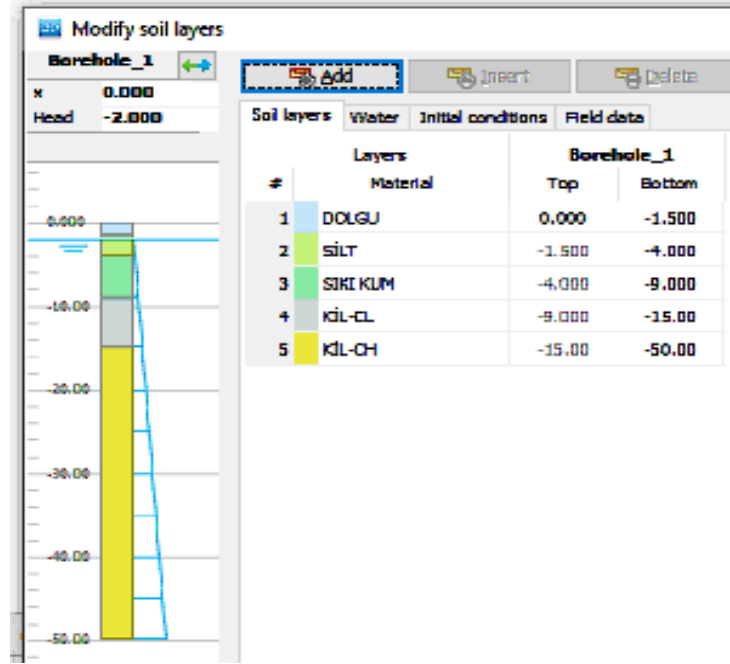 Modify soil layers
Borehole_1
x 0.000
Head -2.000
Add Insert Delete
Soil layers Water Initial conditions Field data
Layers Borehole_1
# Material Top Bottom
1 DOLGU 0.000 -1.500
2 SİLT -1.500 -4.000
3 SIKI KUM -4.000 -9.000
4 KİL-CL -9.000 -15.00
5 KİL-CH -15.00 -50.00
0.000
-10.00
-20.00
-30.00
-40.00
-50.00